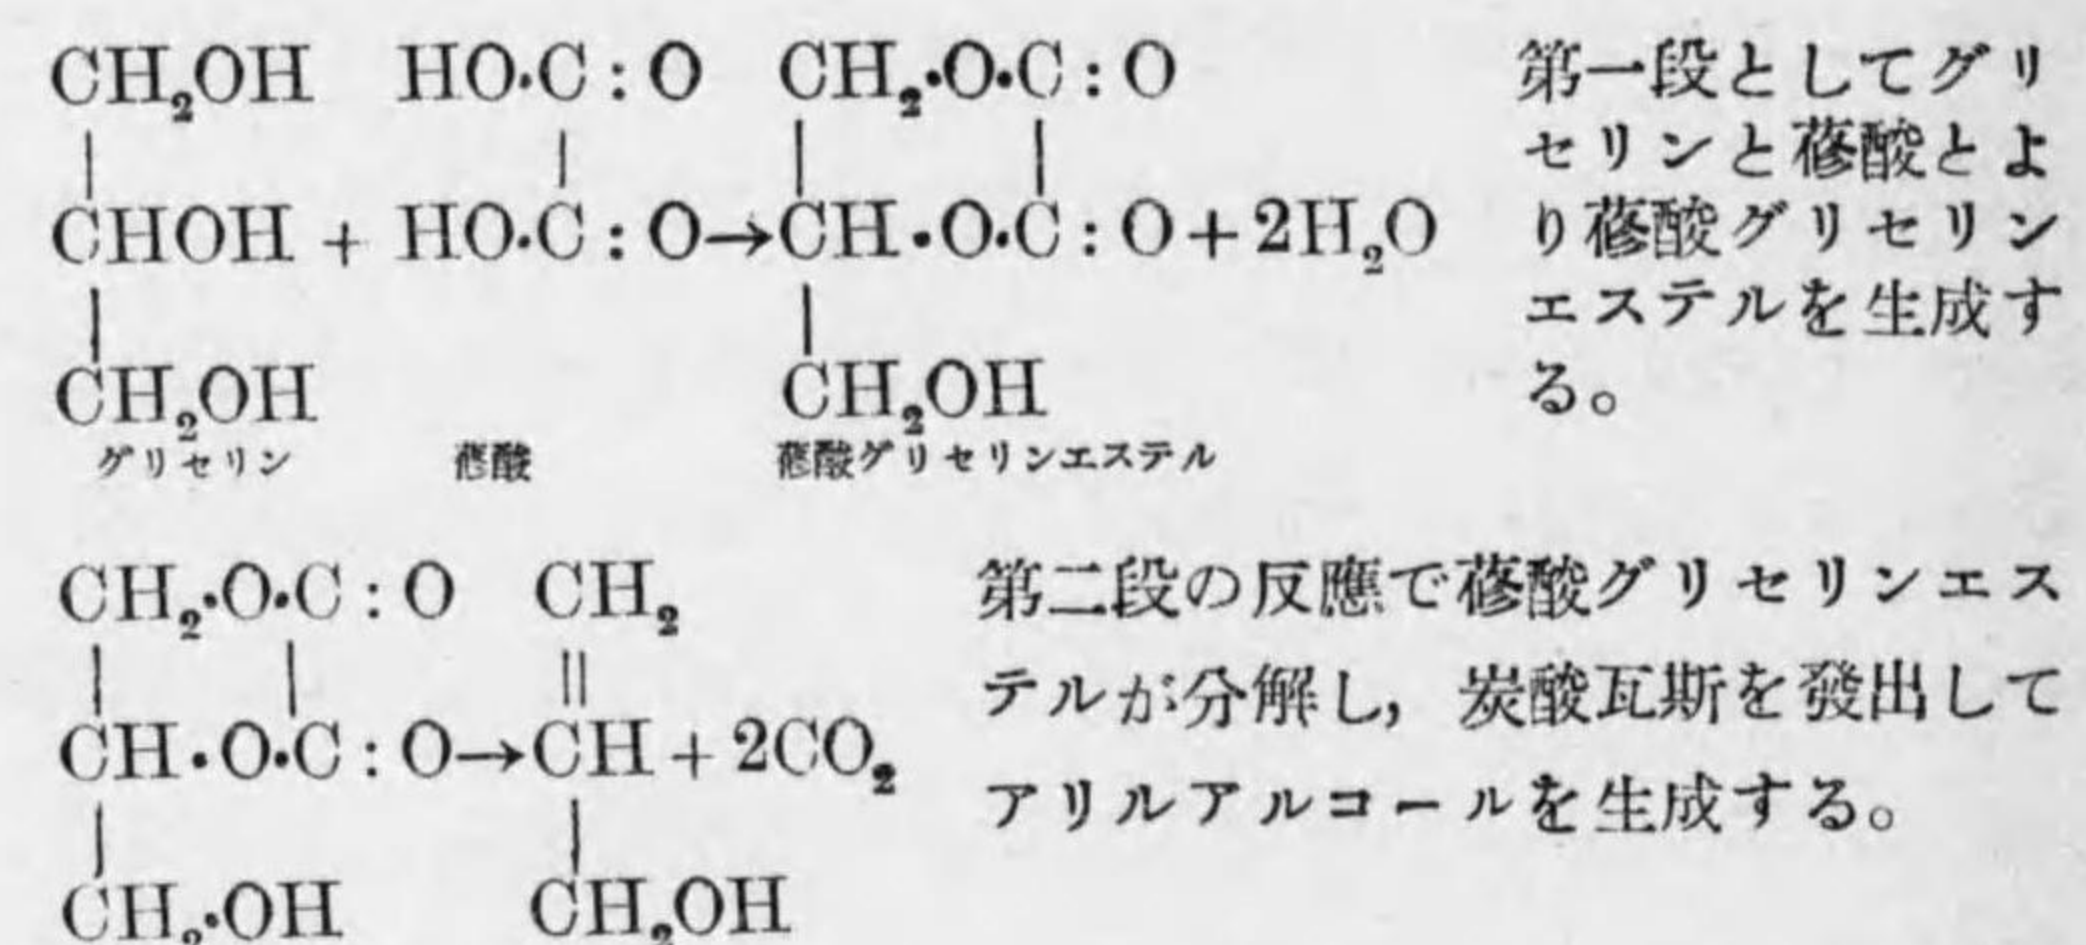 CH₂OH HO·C:O CH₂·O·C:O
| | | |
CHOH + HO·C:O→CH·O·C:O+2H₂O
| |
CH₂OH CH₂OH
グリセリン 蓚酸 蓚酸グリセリンエステル
第一段としてグリ
セリンと蓚酸とよ
り蓚酸グリセリン
エステルを生成す
る。
CH₂·O·C:O CH₂
| | ||
CH·O·C:O→CH+2CO₂
| |
CH₂·OH CH₂OH
第二段の反應で蓚酸グリセリンエス
テルが分解し,炭酸瓦斯を發出して
アリルアルコールを生成する。